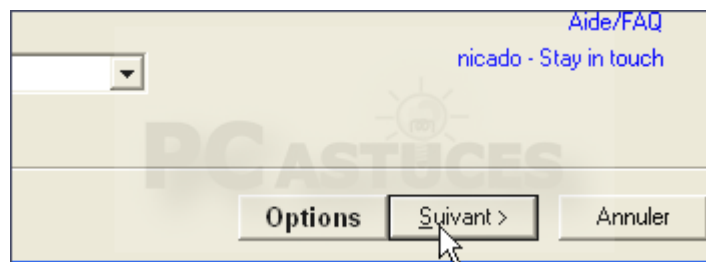 Aide/FAQ
nicado - Stay in touch
PC ASTUCES
Options Suivant > Annuler